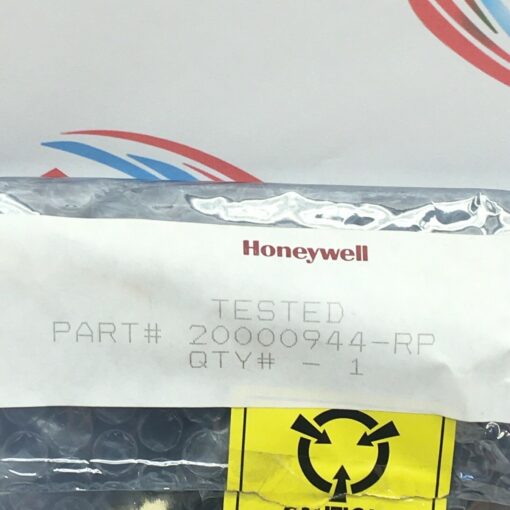 Honeywell
TESTED
PART# 20000944-RP
QTY# - 1